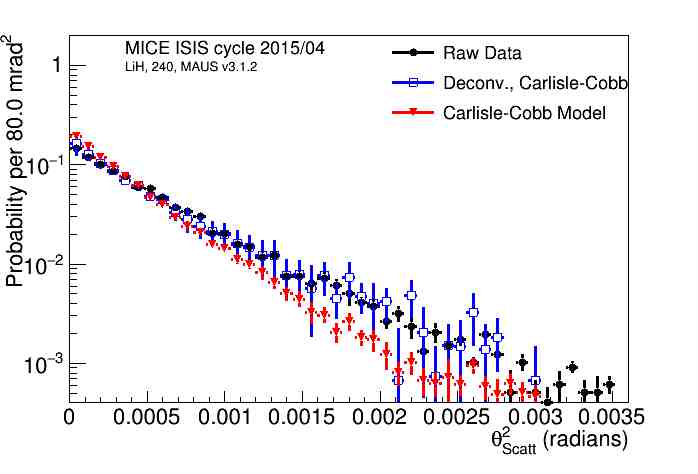 MICE ISIS cycle 2015/04
LiH, 240, MAUS v3.1.2
Raw Data
Deconv., Carlisle-Cobb
Carlisle-Cobb Model
Probability per 80.0 mrad²
1
10⁻¹
10⁻²
10⁻³
0 0.0005 0.001 0.0015 0.002 0.0025 0.003 0.0035
θ²Scatt (radians)